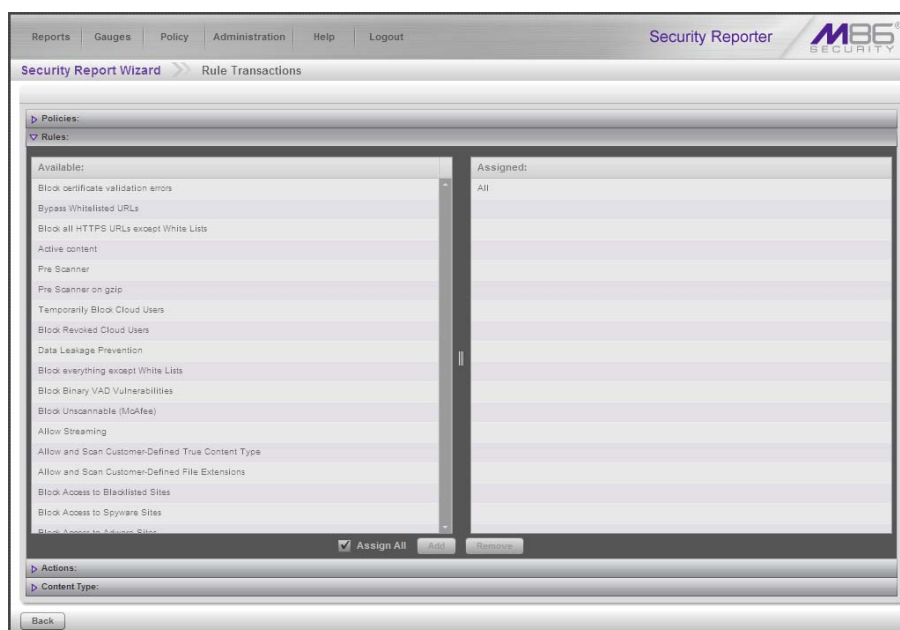 Reports Gauges Policy Administration Help Logout Security Reporter M86® SECURITY
Security Report Wizard Rule Transactions
Policies:
Rules:
Available: Assigned:
Block certificate validation errors All
Bypass Whitelisted URLs
Block all HTTPS URLs except White Lists
Active content
Pre Scanner
Pre Scanner on gzip
Temporarily Block Cloud Users
Block Revoked Cloud Users
Data Leakage Prevention
Block everything except White Lists
Block Binary VAD Vulnerabilities
Block Unscannable (McAfee)
Allow Streaming
Allow and Scan Customer-Defined True Content Type
Allow and Scan Customer-Defined File Extensions
Block Access to Blacklisted Sites
Block Access to Spyware Sites
Block Access to Adware Sites
Assign All Add Remove
Actions:
Content Type:
Back